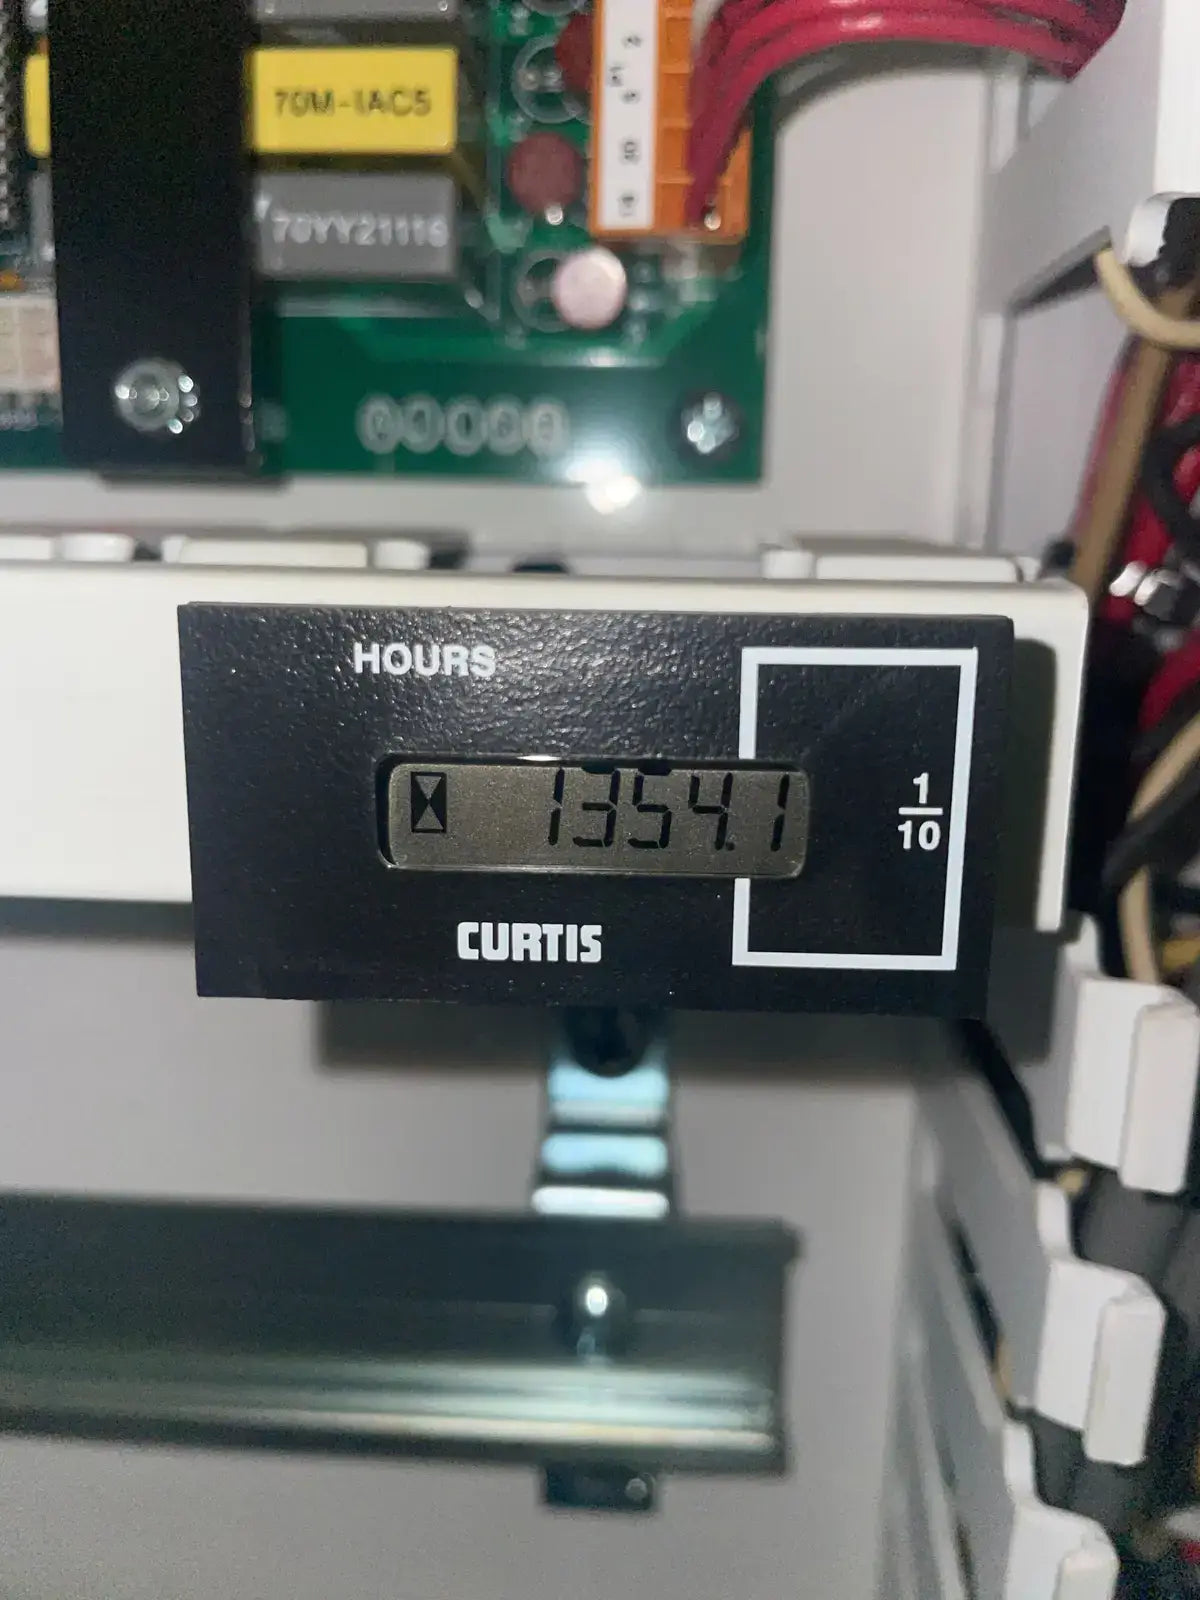 70M-IAC5
70YY21116
HOURS
1354.1
1
10
CURTIS